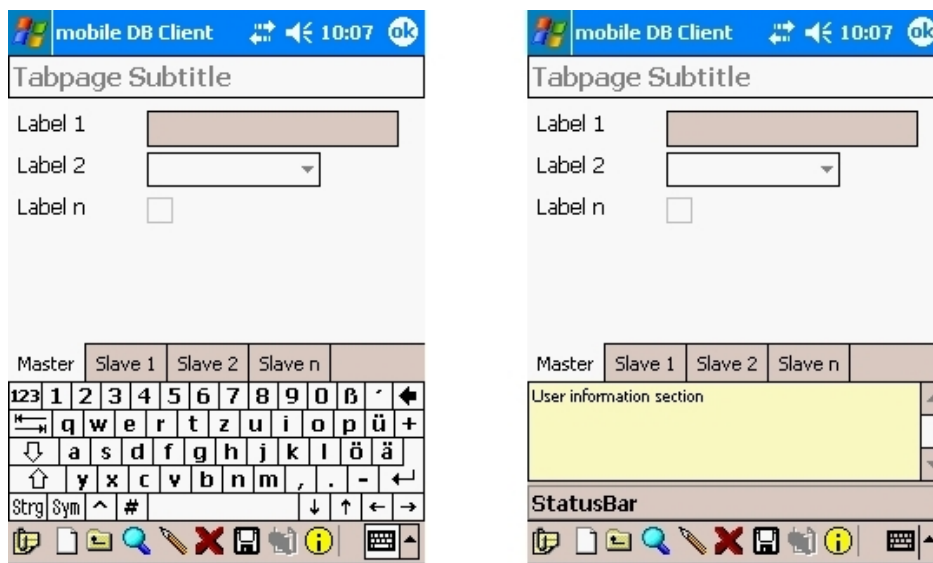 mobile DB Client 10:07 ok
Tabpage Subtitle
Label 1
Label 2
Label n
Master Slave 1 Slave 2 Slave n
123 1 2 3 4 5 6 7 8 9 0 ß ´
q w e r t z u i o p ü +
a s d f g h j k l ö ä
y x c v b n m , . -
Strg Sym ^ #
mobile DB Client 10:07 ok
Tabpage Subtitle
Label 1
Label 2
Label n
Master Slave 1 Slave 2 Slave n
User information section
StatusBar